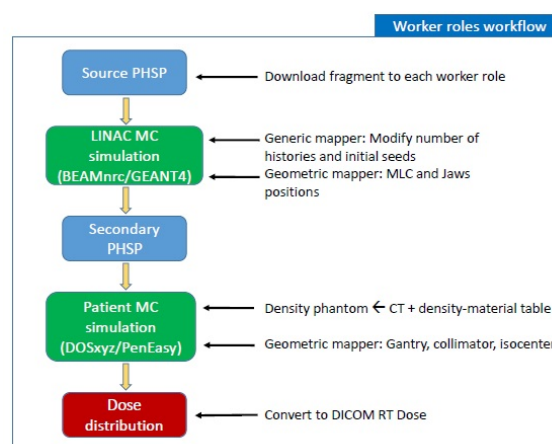 Worker roles workflow
Source PHSP
Download fragment to each worker role
LINAC MC
simulation
(BEAMnrc/GEANT4)
Generic mapper: Modify number of
histories and initial seeds
Geometric mapper: MLC and Jaws
positions
Secondary
PHSP
Patient MC
simulation
(DOSxyz/PenEasy)
Density phantom ← CT + density-material table
Geometric mapper: Gantry, collimator, isocenter
Dose
distribution
Convert to DICOM RT Dose